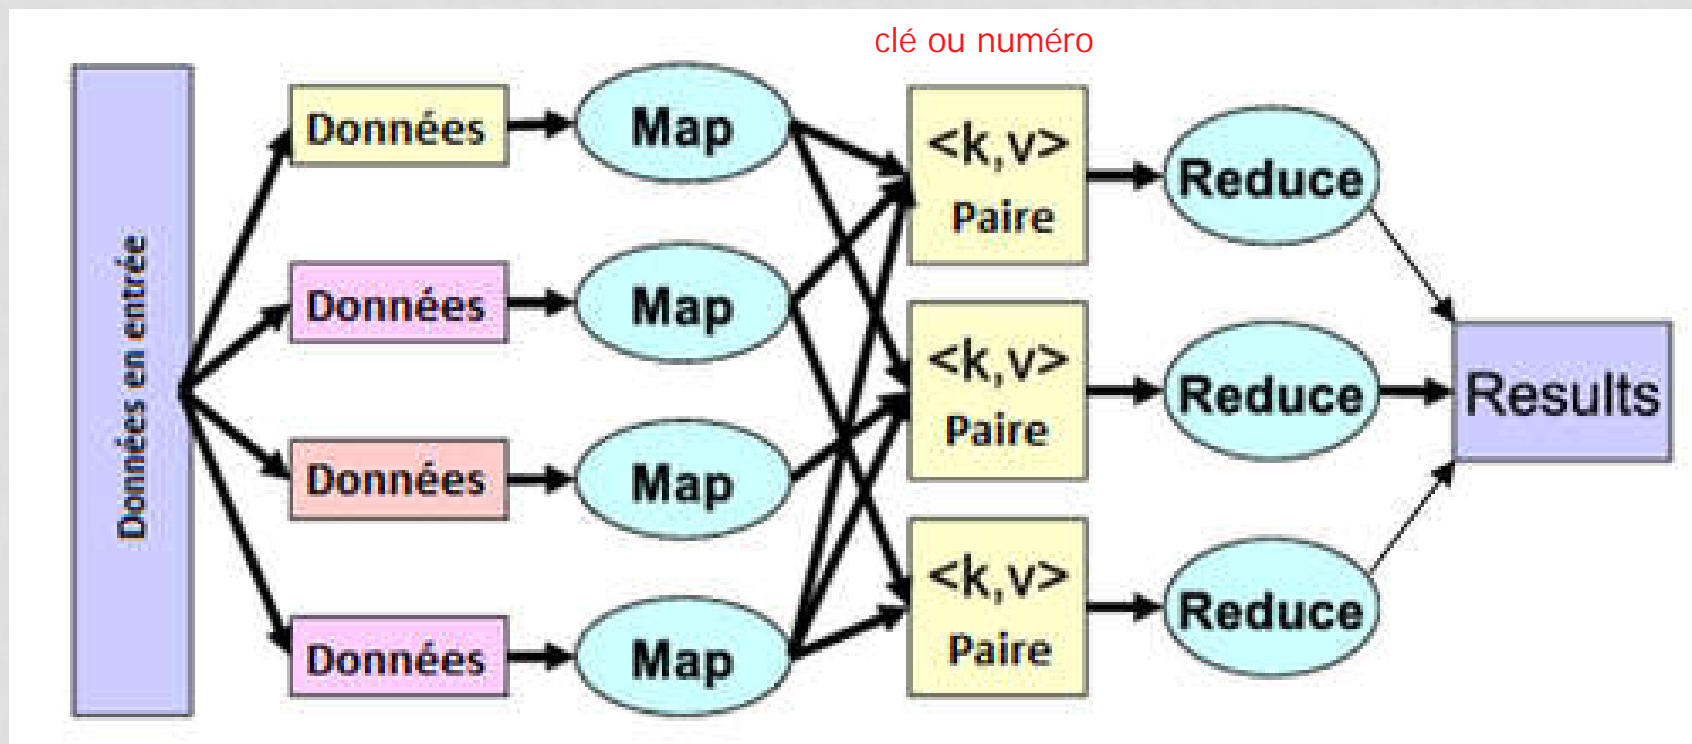 clé ou numéro
Données en entrée
Données
Map
<k,v>
Paire
Reduce
Données
Map
<k,v>
Paire
Reduce
Results
Données
Map
<k,v>
Paire
Reduce
Données
Map